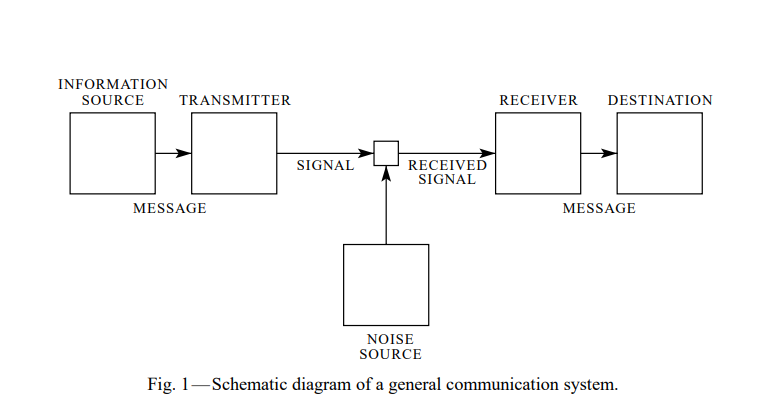 INFORMATION
SOURCE
TRANSMITTER
RECEIVER
DESTINATION
SIGNAL
RECEIVED
SIGNAL
MESSAGE
MESSAGE
NOISE
SOURCE
Fig. 1—Schematic diagram of a general communication system.